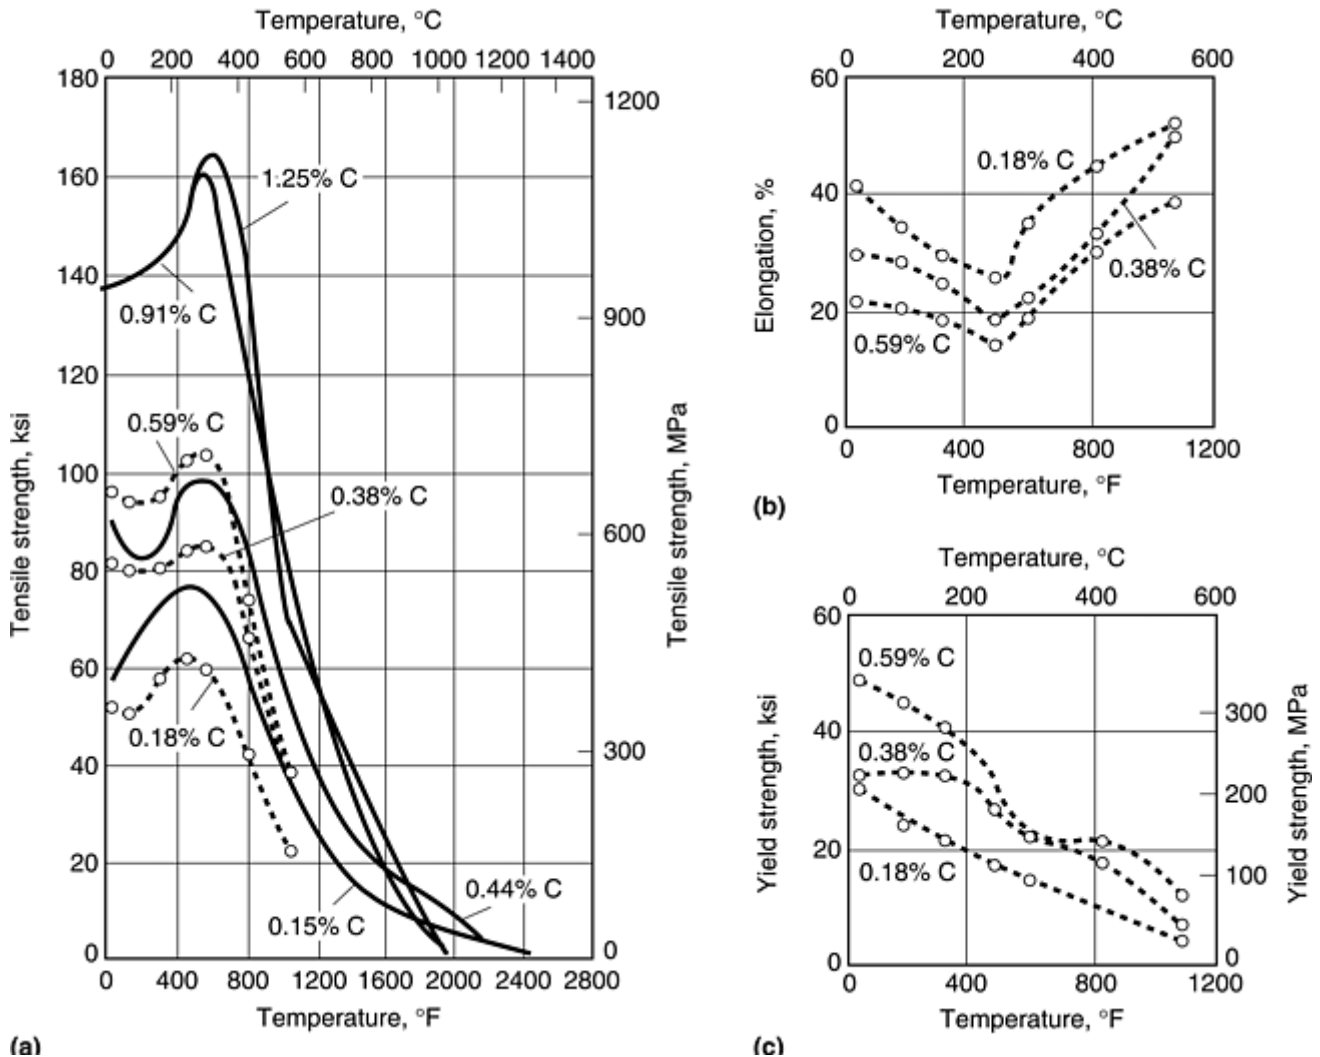 Temperature, °C
0 200 400 600 800 1000 1200 1400
180
160
140
120
100
80
60
40
20
0
Tensile strength, ksi
1200
900
600
300
0
Tensile strength, MPa
1:25% C
0.91% C
0.59% C
0.38% C
0.18% C
0.44% C
0.15% C
0 400 800 1200 1600 2000 2400 2800
Temperature, °F
(a)
Temperature, °C
0 200 400 600
60
40
20
0
Elongation, %
0.18% C
0.38% C
0.59% C
0 400 800 1200
Temperature, °F
(b)
Temperature, °C
0 200 400 600
60
40
20
0
Yield strength, ksi
300
200
100
0
Yield strength, MPa
0.59% C
0.38% C
0.18% C
0 400 800 1200
Temperature, °F
(c)